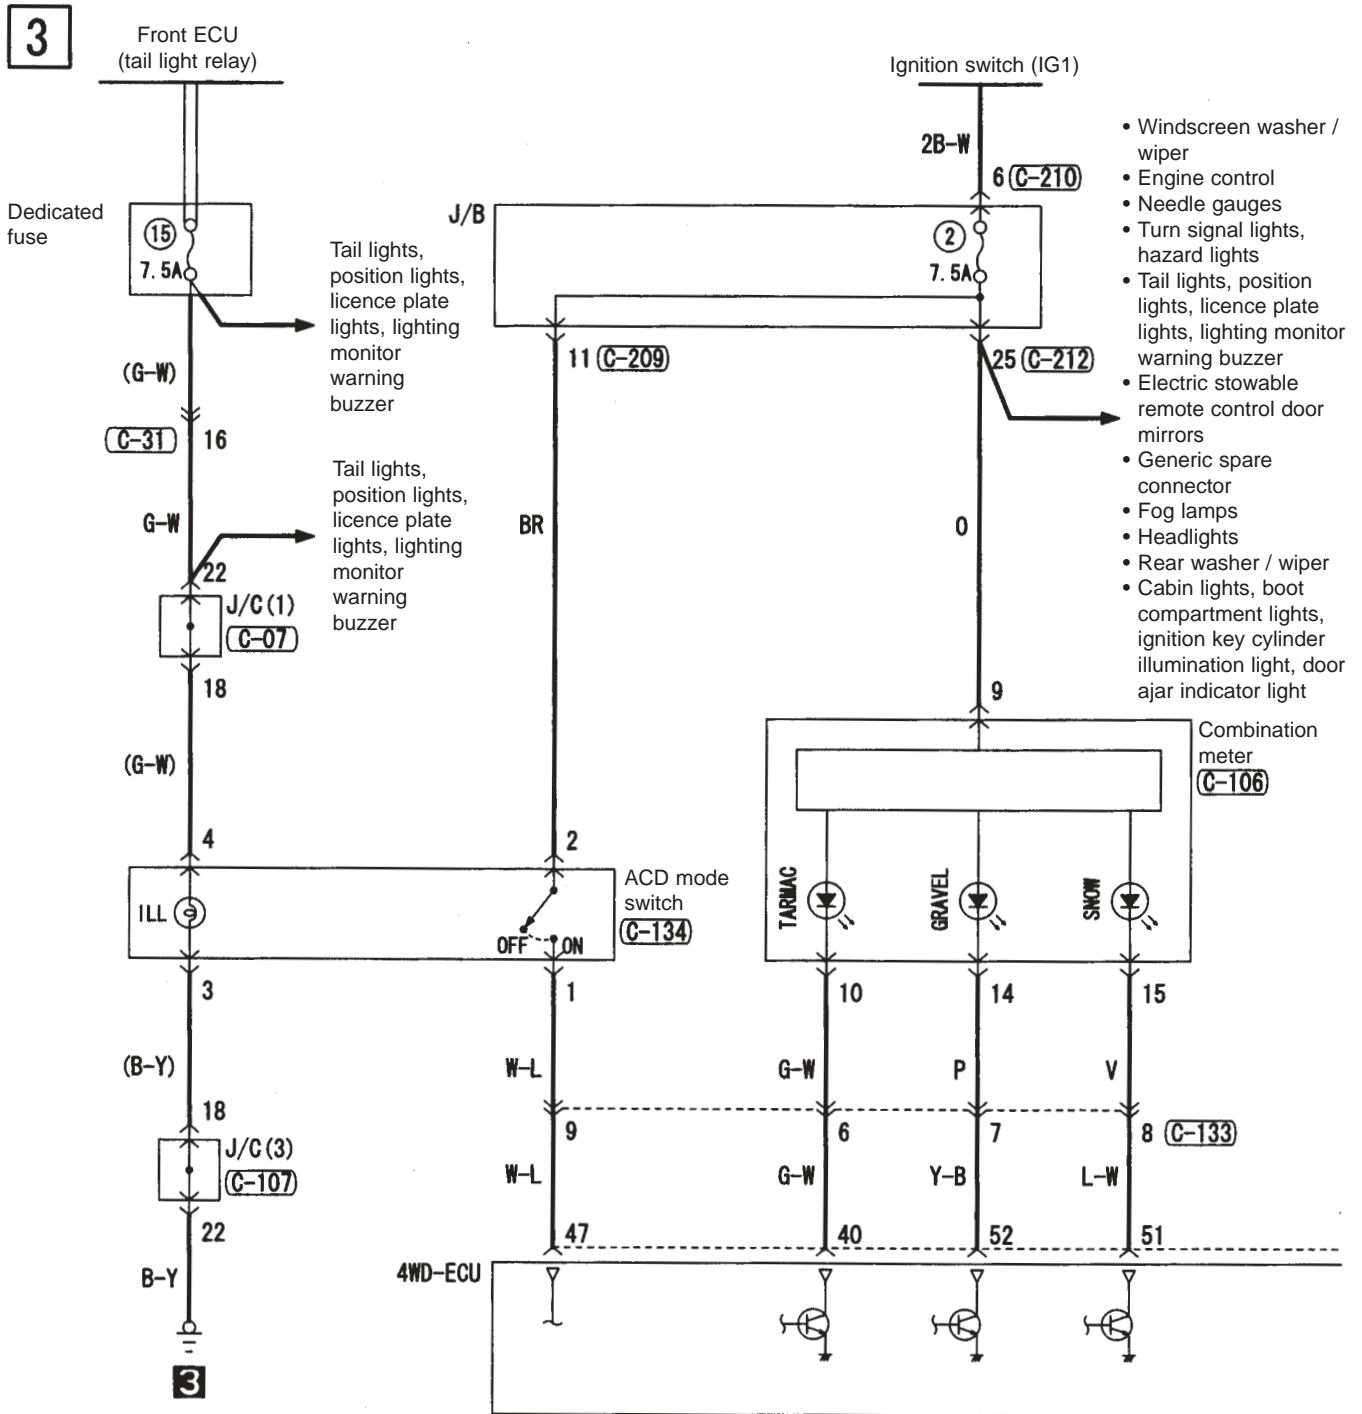 3
Front ECU
(tail light relay)
Ignition switch (IG1)
2B-W
6 (C-210)
• Windscreen washer /
wiper
• Engine control
• Needle gauges
• Turn signal lights,
hazard lights
• Tail lights, position
lights, licence plate
lights, lighting monitor
warning buzzer
• Electric stowable
remote control door
mirrors
• Generic spare
connector
• Fog lamps
• Headlights
• Rear washer / wiper
• Cabin lights, boot
compartment lights,
ignition key cylinder
illumination light, door
ajar indicator light
Dedicated
fuse
15
7.5A
Tail lights,
position lights,
licence plate
lights, lighting
monitor
warning
buzzer
J/B
2
7.5A
11 (C-209)
25 (C-212)
(G-W)
C-31 16
Tail lights,
position lights,
licence plate
lights, lighting
monitor
warning
buzzer
G-W
BR
O
22
J/C(1)
C-07
18
9
Combination
meter
C-106
(G-W)
4
2
ILL
OFF ON
ACD mode
switch
C-134
TARMAC
GRAVEL
SNOW
3
1
10
14
15
(B-Y)
W-L
G-W
P
V
18
J/C(3)
C-107
9
6
7
8 (C-133)
W-L
G-W
Y-B
L-W
22
47
40
52
51
B-Y
4WD-ECU
3